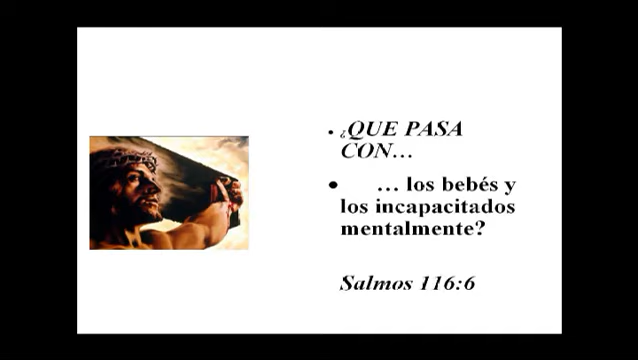 • ¿QUE PASA
CON...
• ... los bebés y
los incapacitados
mentalmente?
Salmos 116:6